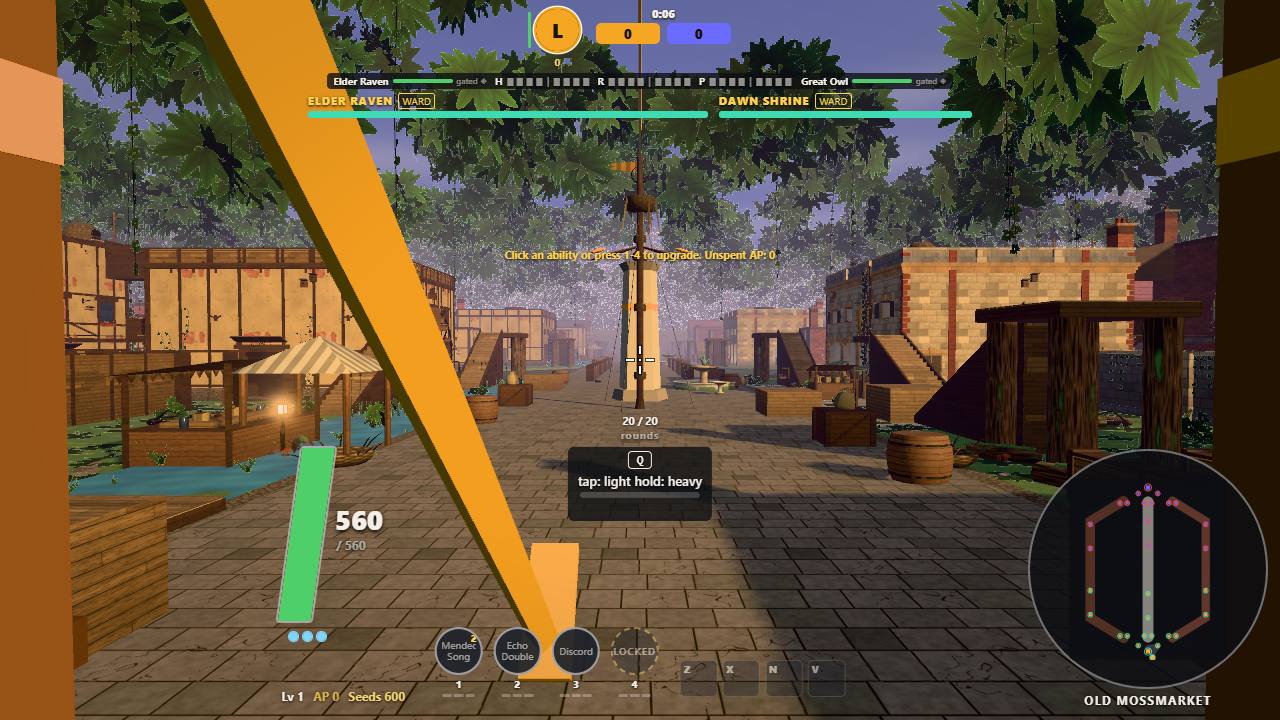 0:06
L
0
0
0
Elder Raven gated H R P Great Owl gated
ELDER RAVEN WARD
DAWN SHRINE WARD
Click an ability or press 1-4 to upgrade. Unspent AP: 0
20 / 20
rounds
Q
tap: light hold: heavy
560
/ 560
2
Mender Song
Echo Double
Discord
LOCKED
1 2 3 4
Z X N V
Lv 1 AP 0 Seeds 600
OLD MOSSMARKET